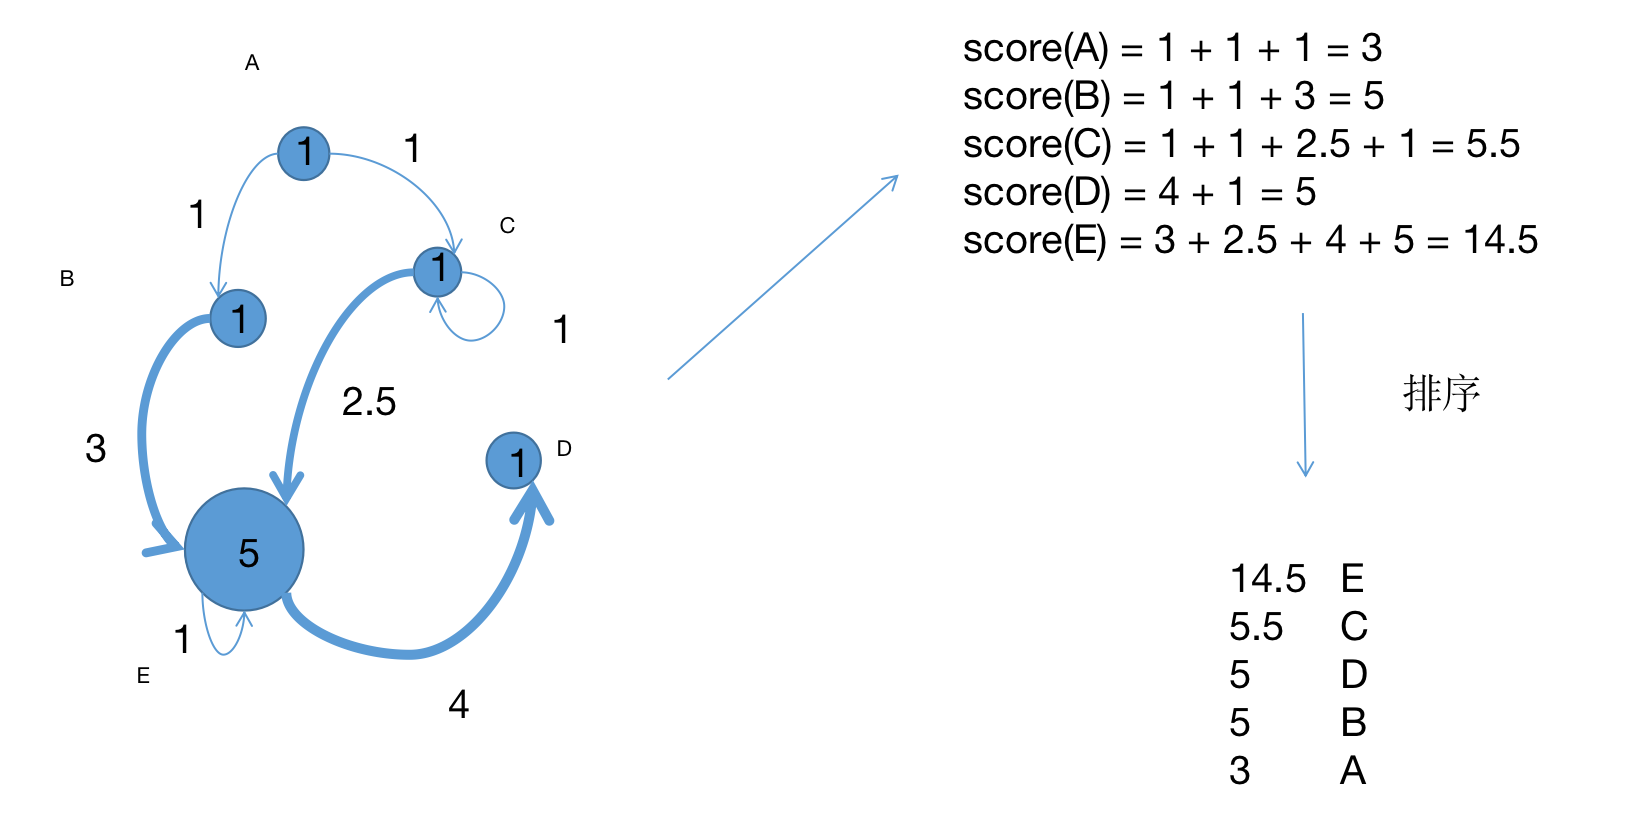 A
1
1
1
C
1
B
1
1
2.5
3
D
1
5
1
E
4
score(A) = 1 + 1 + 1 = 3
score(B) = 1 + 1 + 3 = 5
score(C) = 1 + 1 + 2.5 + 1 = 5.5
score(D) = 4 + 1 = 5
score(E) = 3 + 2.5 + 4 + 5 = 14.5
排序
14.5 E
5.5 C
5 D
5 B
3 A